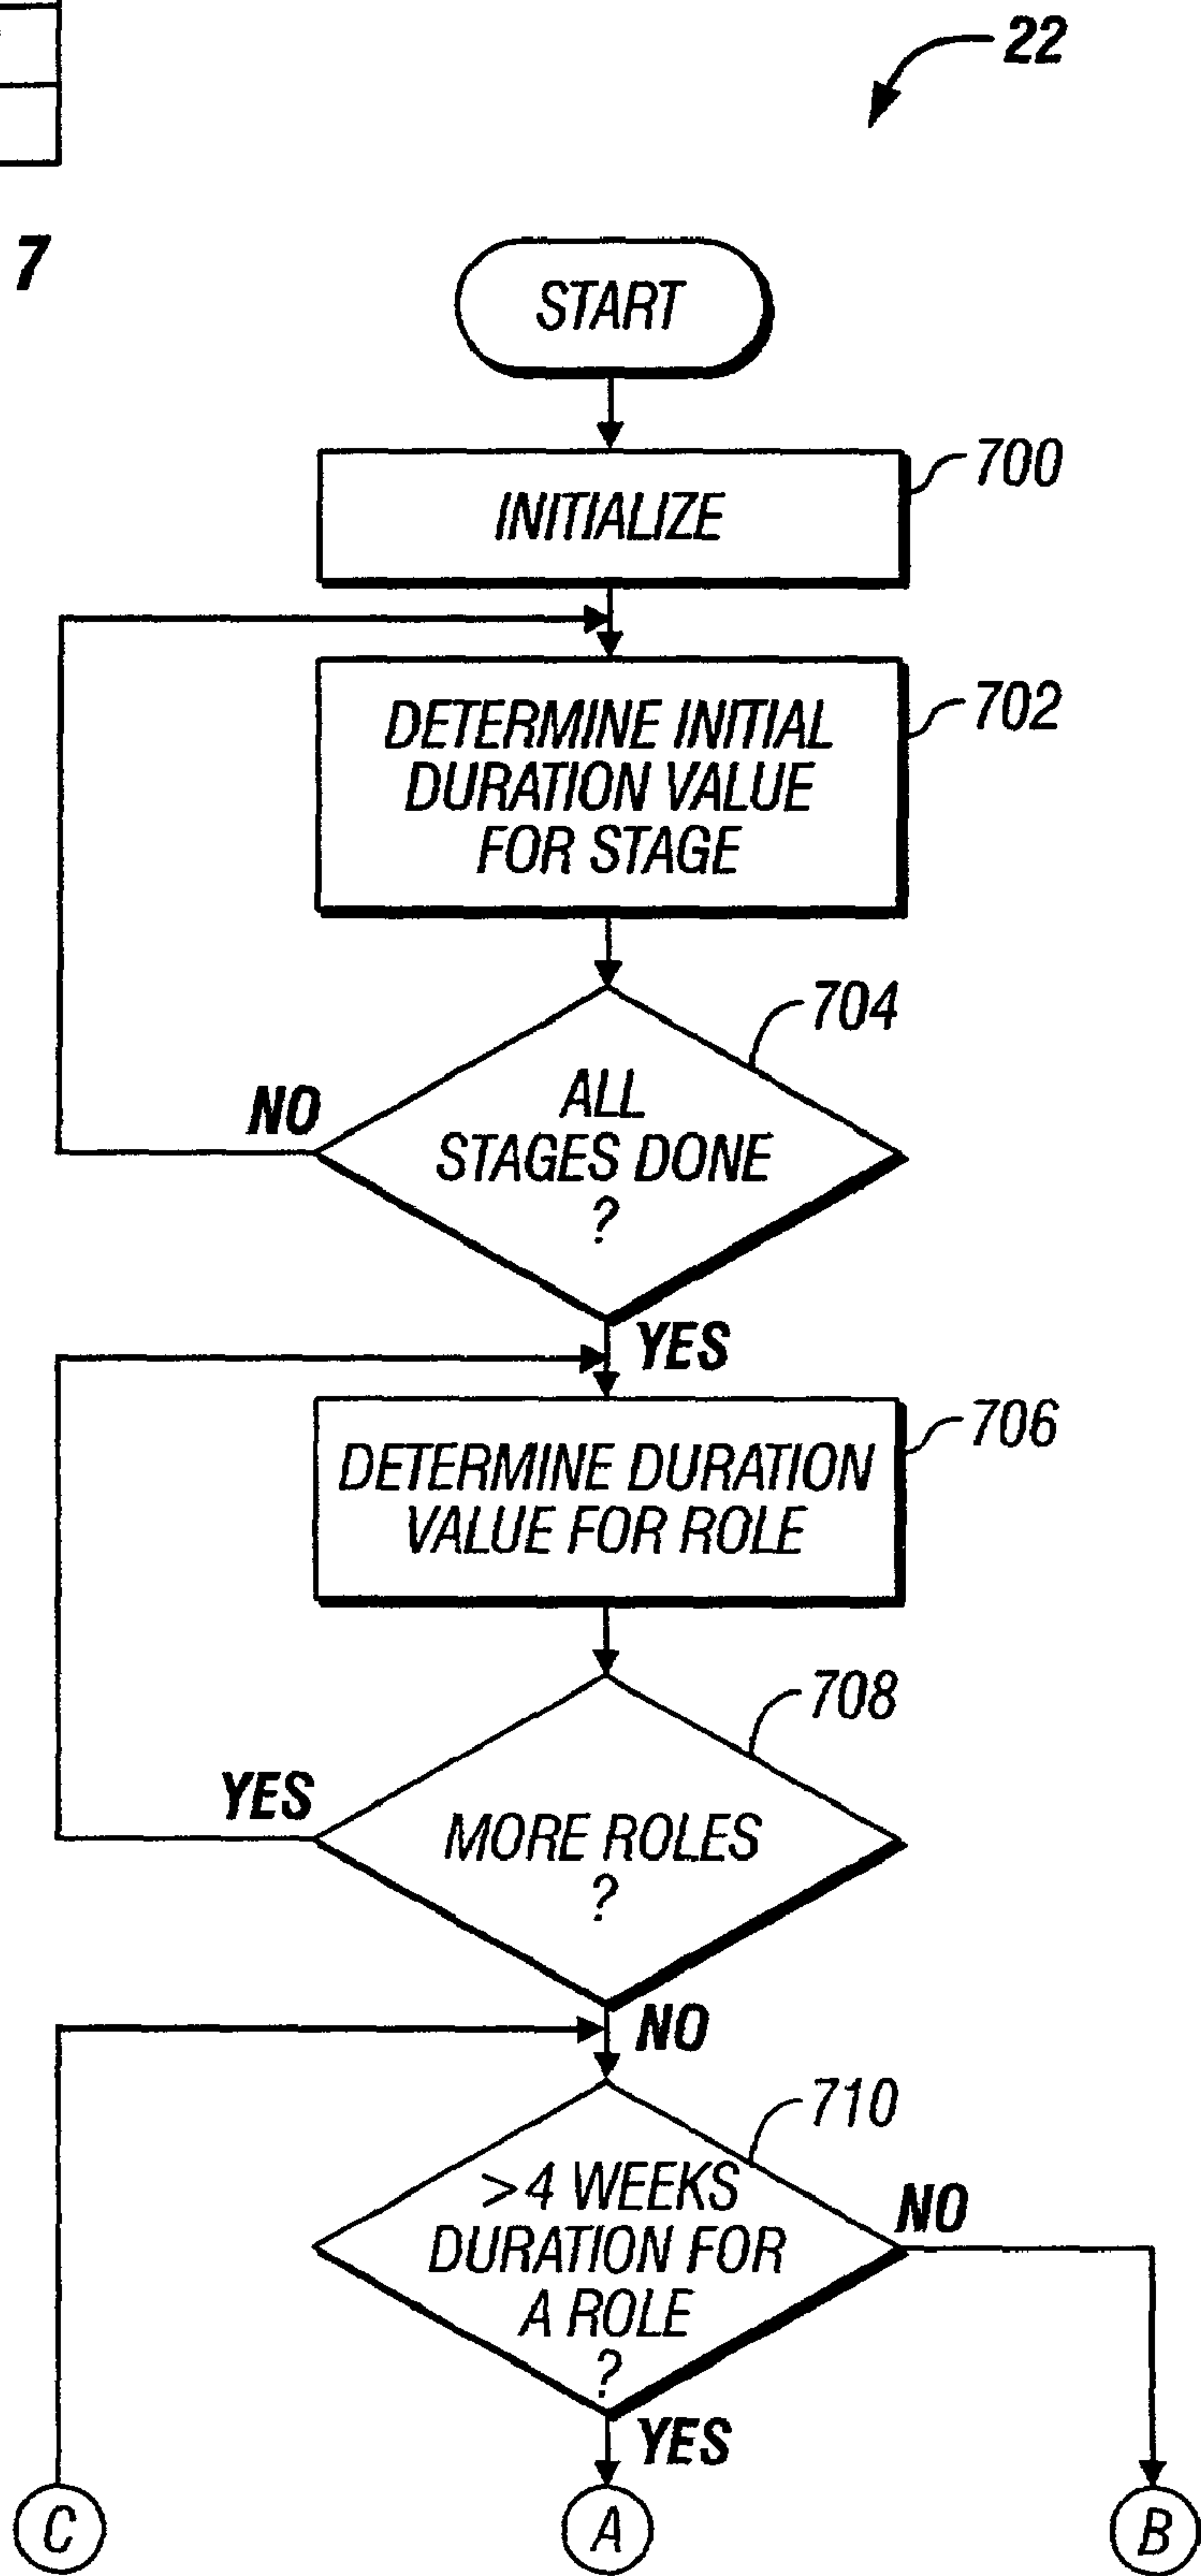 22
7
START
700
INITIALIZE
702
DETERMINE INITIAL
DURATION VALUE
FOR STAGE
704
ALL
STAGES DONE
?
NO
YES
706
DETERMINE DURATION
VALUE FOR ROLE
708
MORE ROLES
?
YES
NO
710
>4 WEEKS
DURATION FOR
A ROLE
?
NO
YES
C
A
B